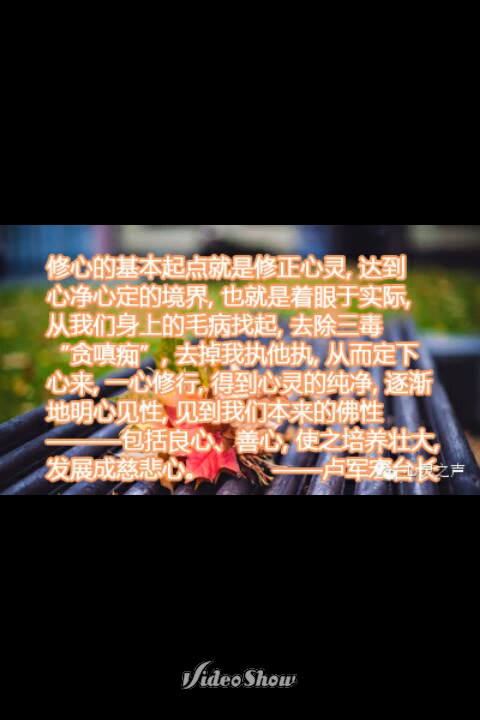 修心的基本起点就是修正心灵, 达到
心净心定的境界, 也就是着眼于实际,
从我们身上的毛病找起, 去除三毒
“贪嗔痴”, 去掉我执他执, 从而定下
心来, 一心修行, 得到心灵的纯净, 逐渐
地明心见性, 见到我们本来的佛性
————包括良心、善心, 使之培养壮大,
发展成慈悲心。 ——卢军宏台长
心灵之声
VideoShow